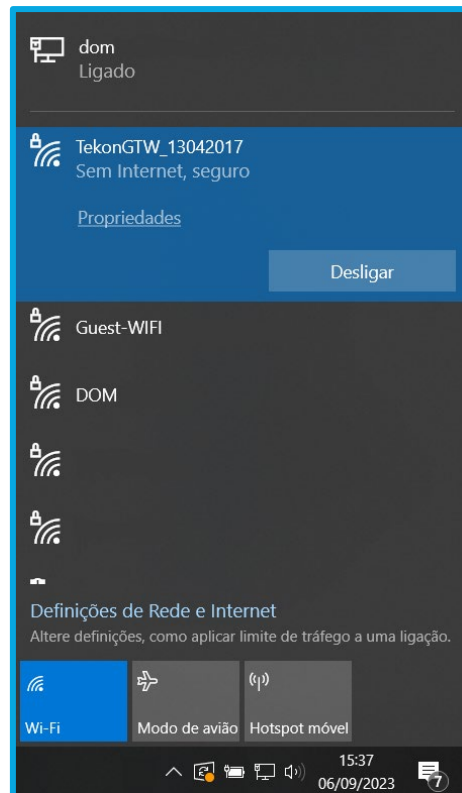 dom
Ligado
TekonGTW_13042017
Sem Internet, seguro
Propriedades
Desligar
Guest-WIFI
DOM
Definições de Rede e Internet
Altere definições, como aplicar limite de tráfego a uma ligação.
Wi-Fi
Modo de avião
Hotspot móvel
15:37
06/09/2023
7